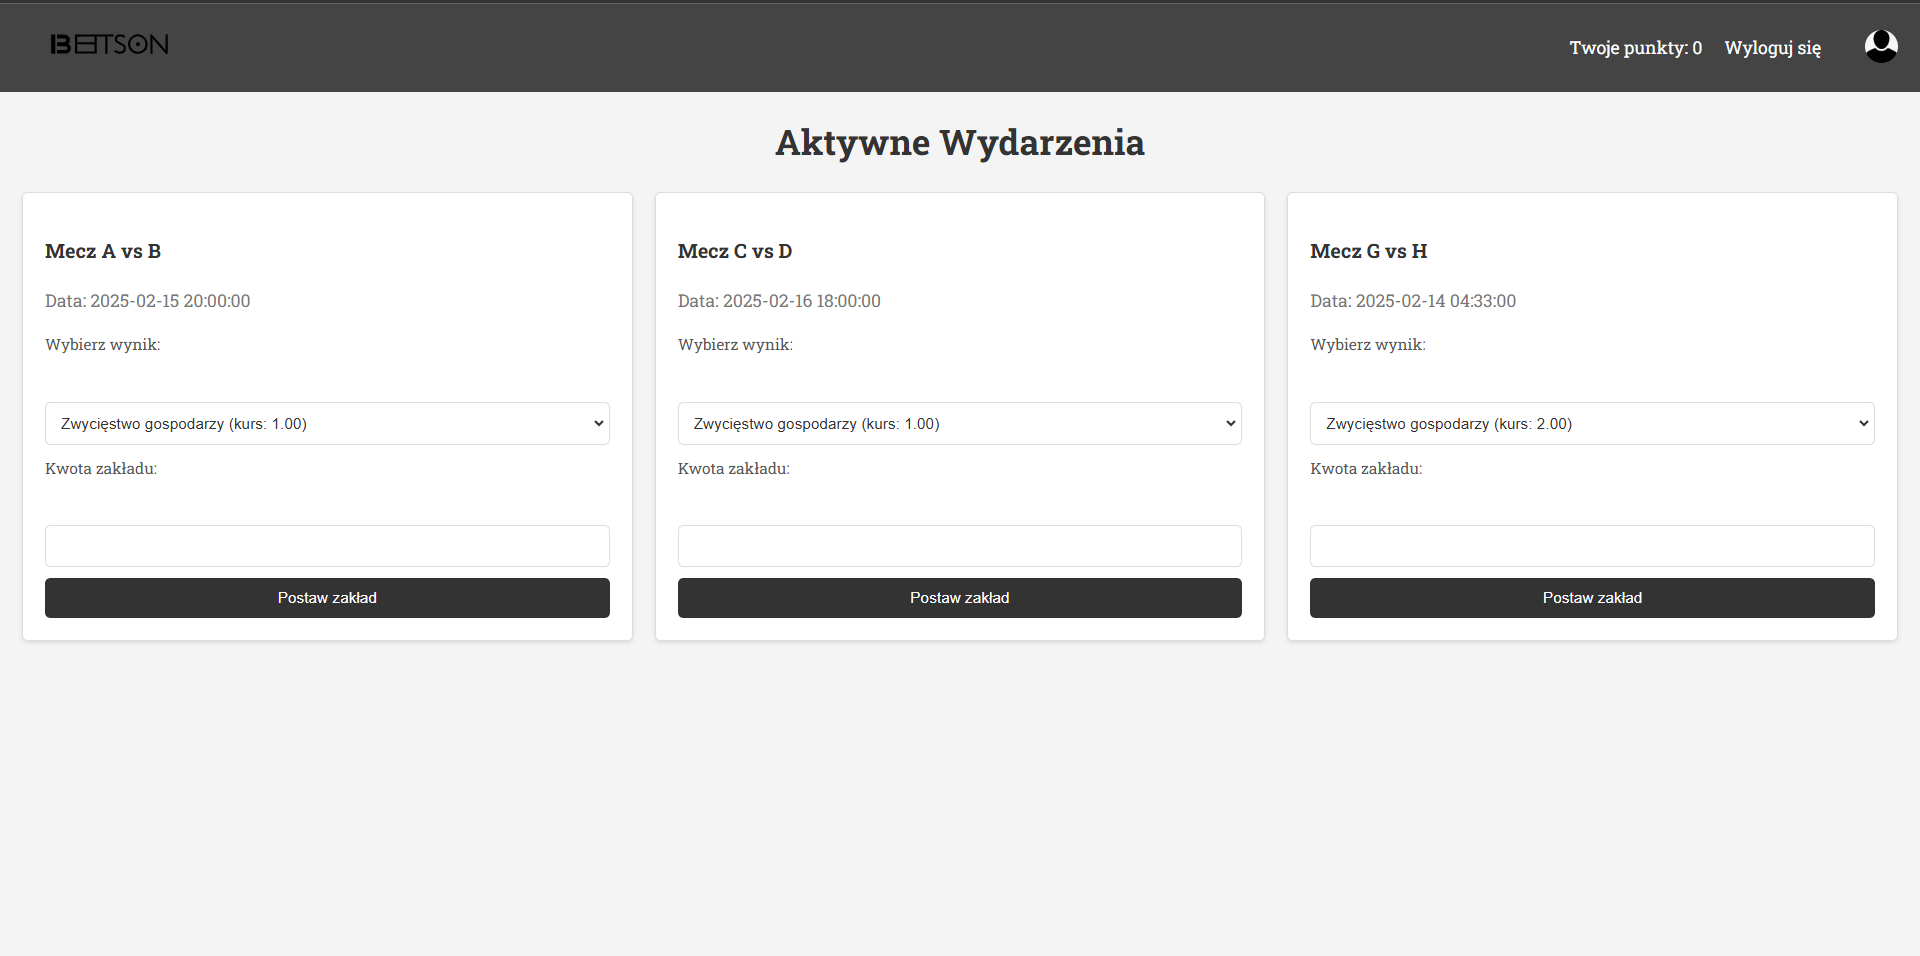 BETSON
Twoje punkty: 0 Wyloguj się
Aktywne Wydarzenia
Mecz A vs B
Data: 2025-02-15 20:00:00
Wybierz wynik:
Zwycięstwo gospodarzy (kurs: 1.00)
Kwota zakładu:
Postaw zakład
Mecz C vs D
Data: 2025-02-16 18:00:00
Wybierz wynik:
Zwycięstwo gospodarzy (kurs: 1.00)
Kwota zakładu:
Postaw zakład
Mecz G vs H
Data: 2025-02-14 04:33:00
Wybierz wynik:
Zwycięstwo gospodarzy (kurs: 2.00)
Kwota zakładu:
Postaw zakład